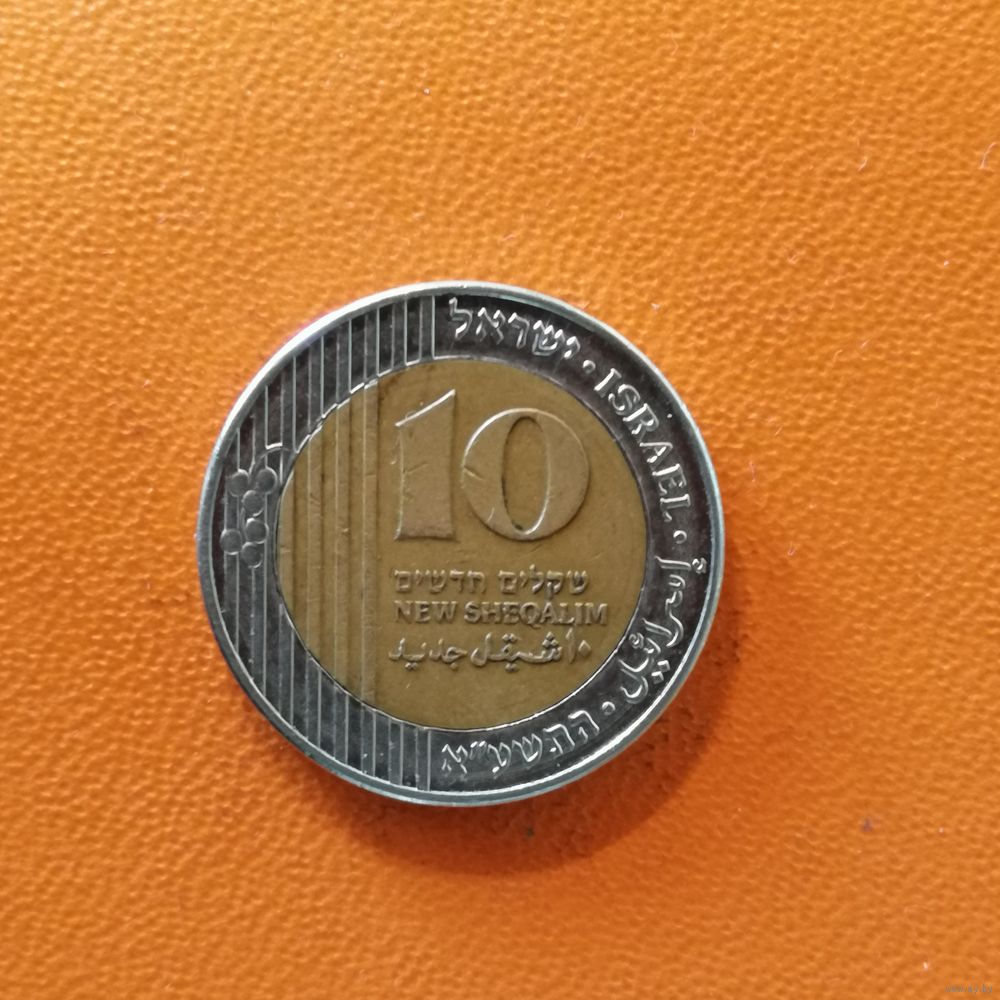 ישראל • ISRAEL • إسرائيل • התשע״א
10
שקלים חדשים
NEW SHEQALIM
١٠ شيقل جديد